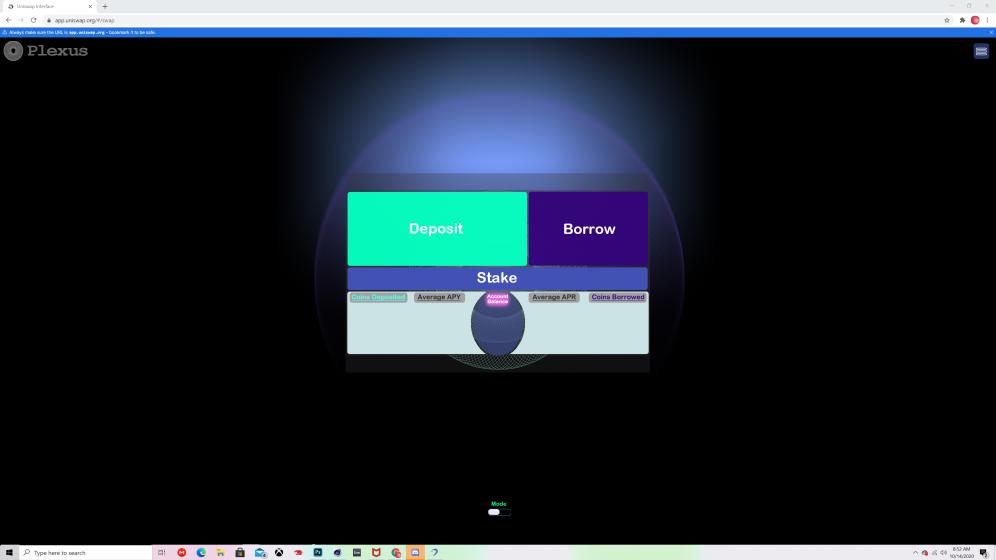 Uniswap Interface
app.uniswap.org/#/swap
Always make sure the URL is app.uniswap.org - bookmark it to be safe.
Plexus
Deposit
Borrow
Stake
Coins Deposited
Average APY
Account
Balance
Average APR
Coins Borrowed
Mode
Type here to search
8:52 AM
10/14/2020